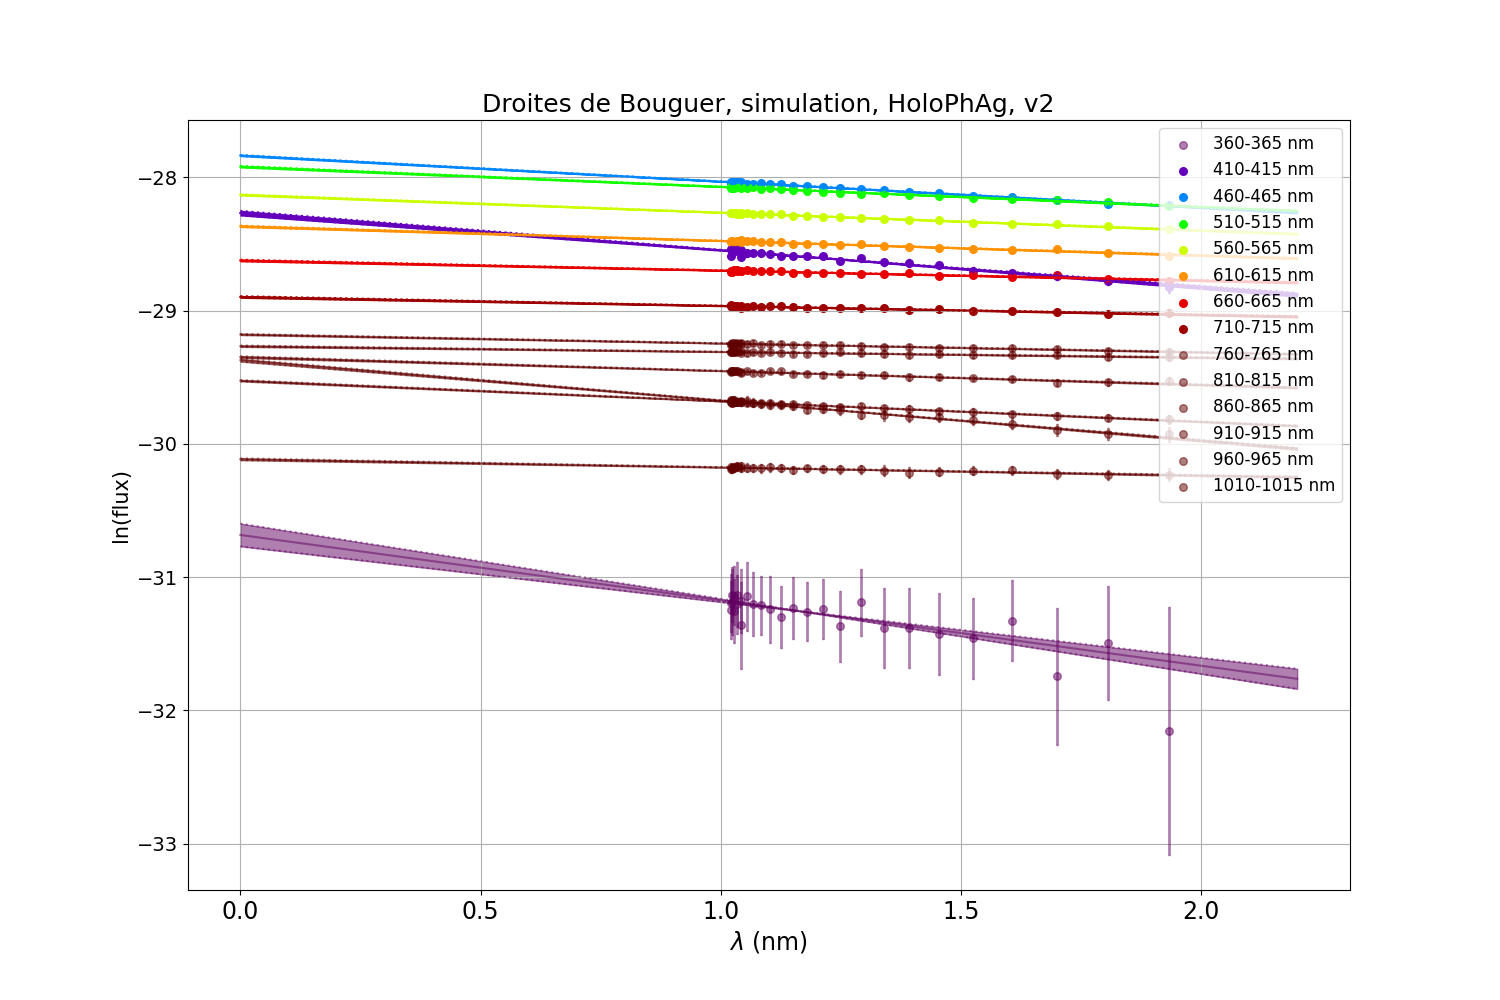 Droites de Bouguer, simulation, HoloPhAg, v2
ln(flux)
−28
−29
−30
−31
−32
−33
360-365 nm
410-415 nm
460-465 nm
510-515 nm
560-565 nm
610-615 nm
660-665 nm
710-715 nm
760-765 nm
810-815 nm
860-865 nm
910-915 nm
960-965 nm
1010-1015 nm
0.0 0.5 1.0 1.5 2.0
λ (nm)